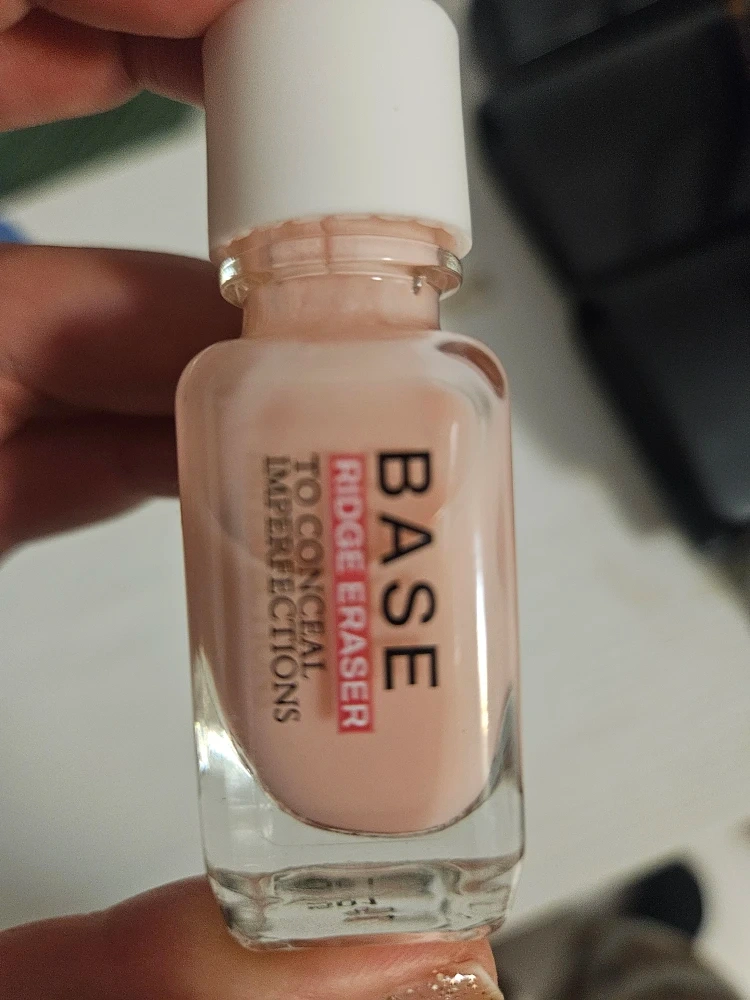 BASE
RIDGE ERASER
TO CONCEAL
IMPERFECTIONS